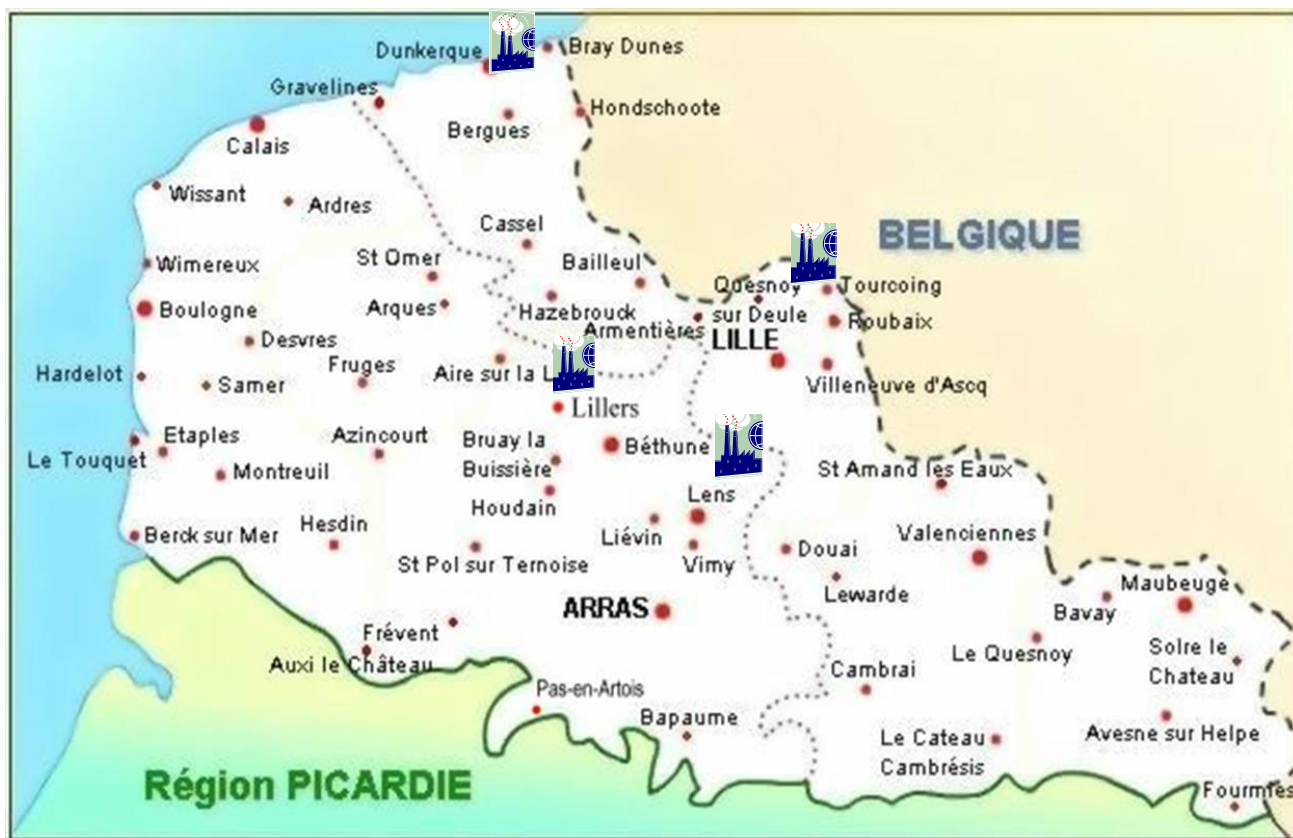 Dunkerque
Bray Dunes
Gravelines
Hondschoote
Bergues
Calais
Wissant
Ardres
Cassel
BELGIQUE
St Omer
Bailleul
Wimereux
Quesnoy
sur Deule
Tourcoing
Arques
Hazebrouck
Boulogne
Armentières
Roubaix
LILLE
Desvres
Fruges
Aire sur la L
Hardelot
Samer
Villeneuve d'Ascq
Lillers
Etaples
Azincourt
Bruay la
Buissière
Béthune
Le Touquet
Montreuil
St Amand les Eaux
Lens
Houdain
Hesdin
Berck sur Mer
Liévin
Valenciennes
Douai
St Pol sur Ternoise
Vimy
Lewarde
Maubeuge
ARRAS
Bavay
Frévent
Auxi le Château
Le Quesnoy
Solre le
Chateau
Cambrai
Pas-en-Artois
Bapaume
Le Cateau
Cambrésis
Avesne sur Helpe
Région PICARDIE
Fourmies